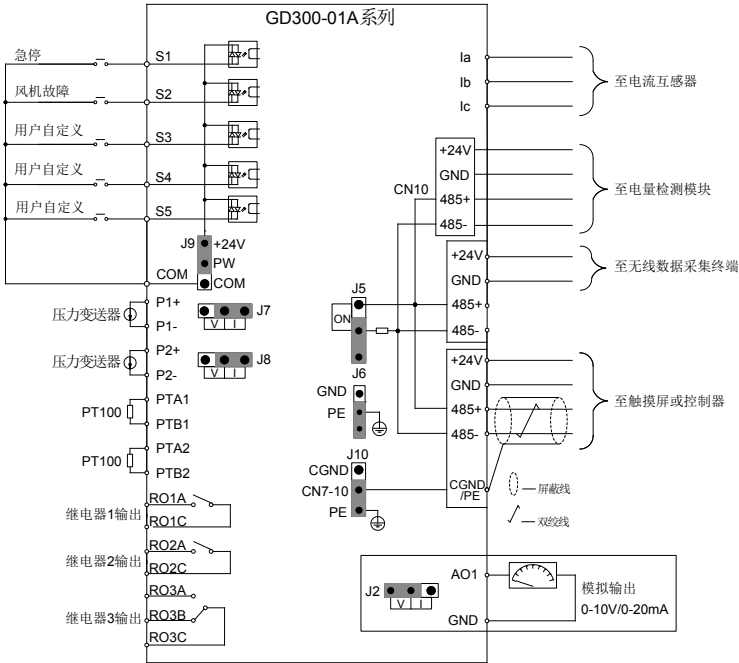 GD300-01A系列
急停
S1
风机故障
S2
用户自定义
S3
用户自定义
S4
用户自定义
S5
J9
+24V
PW
COM
COM
压力变送器
P1+
P1-
J7
V I
压力变送器
P2+
P2-
J8
V I
PT100
PTA1
PTB1
PT100
PTA2
PTB2
继电器1输出
RO1A
RO1C
继电器2输出
RO2A
RO2C
继电器3输出
RO3A
RO3B
RO3C
Ia
Ib
Ic
至电流互感器
CN10
+24V
GND
485+
485-
至电量检测模块
+24V
GND
485+
485-
至无线数据采集终端
J5
ON
J6
GND
PE
J10
CGND
CN7-10
PE
+24V
GND
485+
485-
CGND
/PE
至触摸屏或控制器
屏蔽线
双绞线
J2
V I
AO1
GND
模拟输出
0-10V/0-20mA